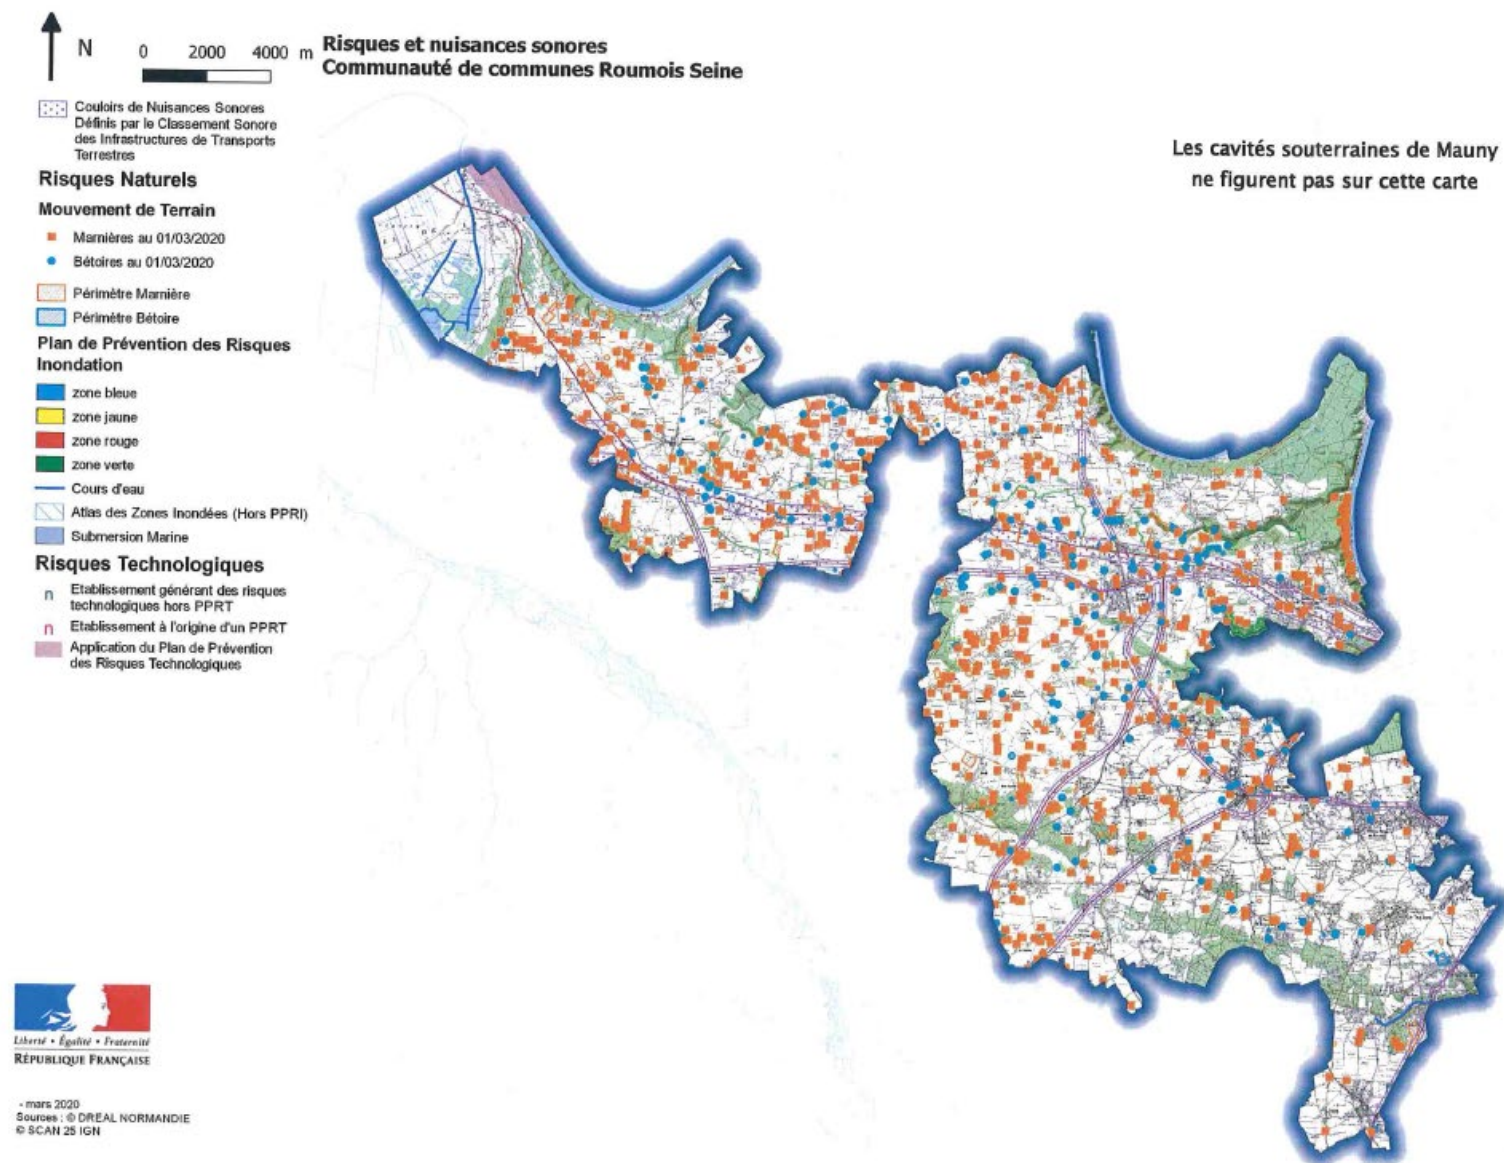 N
0 2000 4000 m
Risques et nuisances sonores
Communauté de communes Roumois Seine
Couloirs de Nuisances Sonores
Définis par le Classement Sonore
des Infrastructures de Transports
Terrestres
Les cavités souterraines de Mauny
ne figurent pas sur cette carte
Risques Naturels
Mouvement de Terrain
Marnières au 01/03/2020
Bétoires au 01/03/2020
Périmètre Marnière
Périmètre Bétoire
Plan de Prévention des Risques
Inondation
zone bleue
zone jaune
zone rouge
zone verte
Cours d'eau
Atlas des Zones Inondées (Hors PPRI)
Submersion Marine
Risques Technologiques
n Etablissement générant des risques
technologiques hors PPRT
n Etablissement à l'origine d'un PPRT
Application du Plan de Prévention
des Risques Technologiques
Liberté • Égalité • Fraternité
RÉPUBLIQUE FRANÇAISE
- mars 2020
Sources : © DREAL NORMANDIE
© SCAN 25 IGN